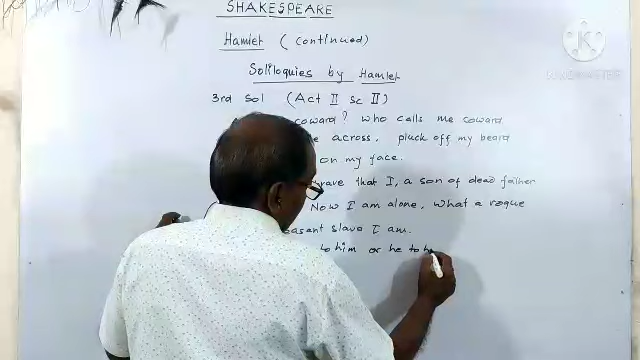 SHAKESPEARE
Hamlet (continued)
Soliloquies by Hamlet
3rd Sol (Act II Sc II)
coward? Who calls me coward
across. pluck off my beard
on my face.
that I, a son of dead father
Now I am alone, what a rogue
slave I am.
to him or he to
KINEMASTER